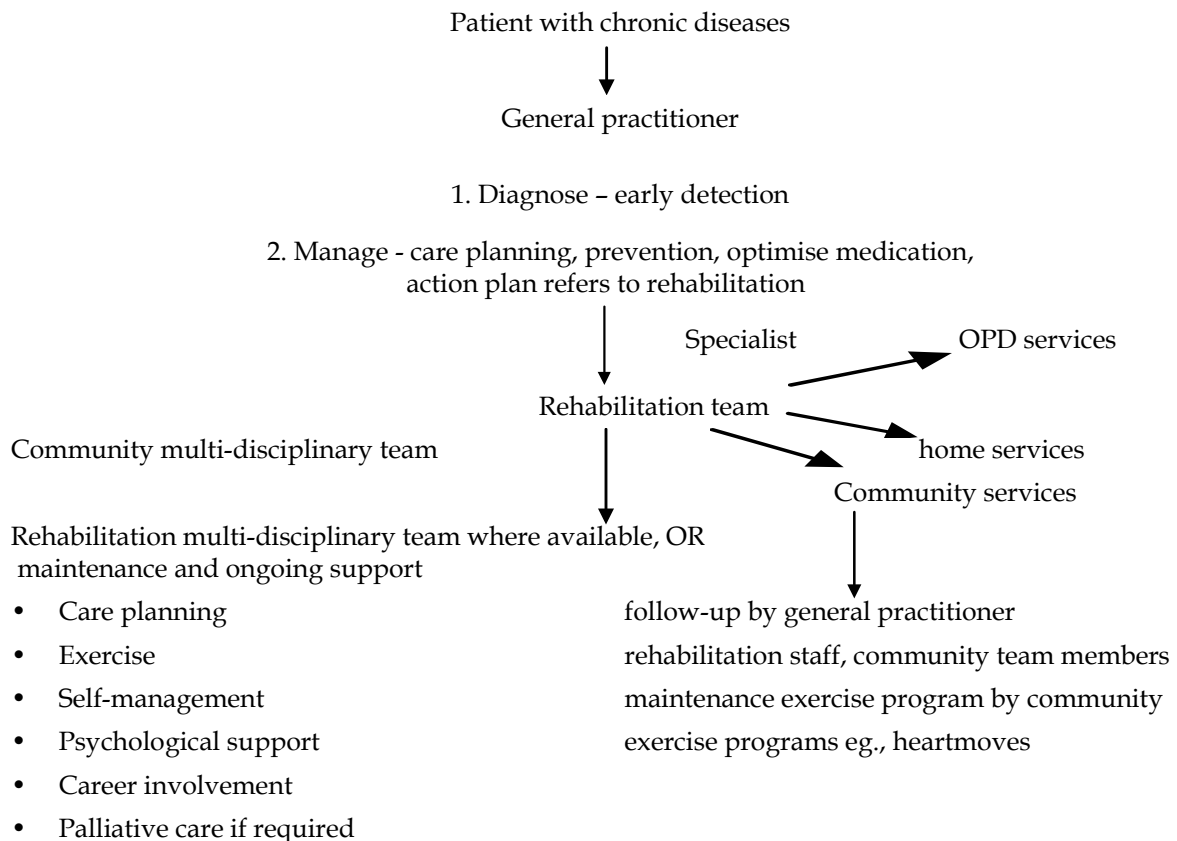 Patient with chronic diseases
General practitioner
1. Diagnose – early detection
2. Manage - care planning, prevention, optimise medication,
action plan refers to rehabilitation
Specialist
OPD services
Rehabilitation team
Community multi-disciplinary team
home services
Community services
Rehabilitation multi-disciplinary team where available, OR
maintenance and ongoing support
• Care planning
• Exercise
• Self-management
• Psychological support
• Career involvement
• Palliative care if required
follow-up by general practitioner
rehabilitation staff, community team members
maintenance exercise program by community
exercise programs eg., heartmoves